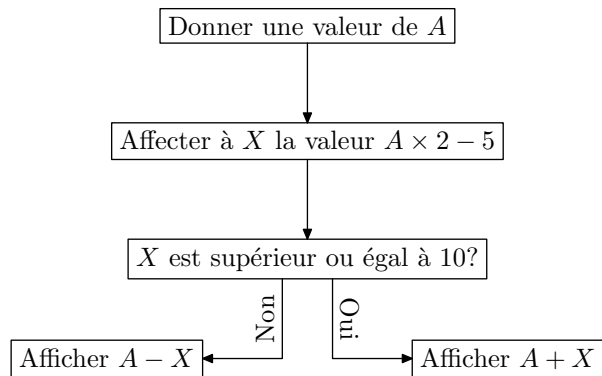 Donner une valeur de A
Affecter à X la valeur A × 2 − 5
X est supérieur ou égal à 10?
Non
Oui
Afficher A − X
Afficher A + X